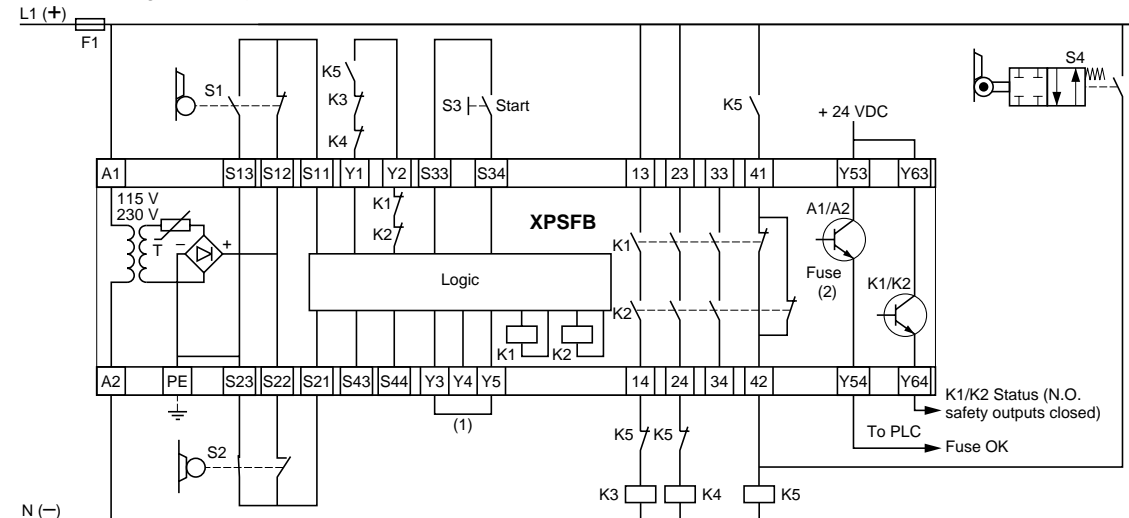 L1 (+)
F1
S1
K5
K3
K4
S3
Start
K5
+ 24 VDC
S4
A1
S13
S12
S11
Y1
Y2
S33
S34
13
23
33
41
Y53
Y63
115 V
230 V
T
–
+
K1
K2
XPSFB
K1
A1/A2
Fuse
(2)
Logic
K1/K2
K2
K1
K2
A2
PE
S23
S22
S21
S43
S44
Y3
Y4
Y5
14
24
34
42
Y54
Y64
(1)
K1/K2 Status (N.O.
safety outputs closed)
K5
K5
To PLC
Fuse OK
S2
K3
K4
K5
N (–)